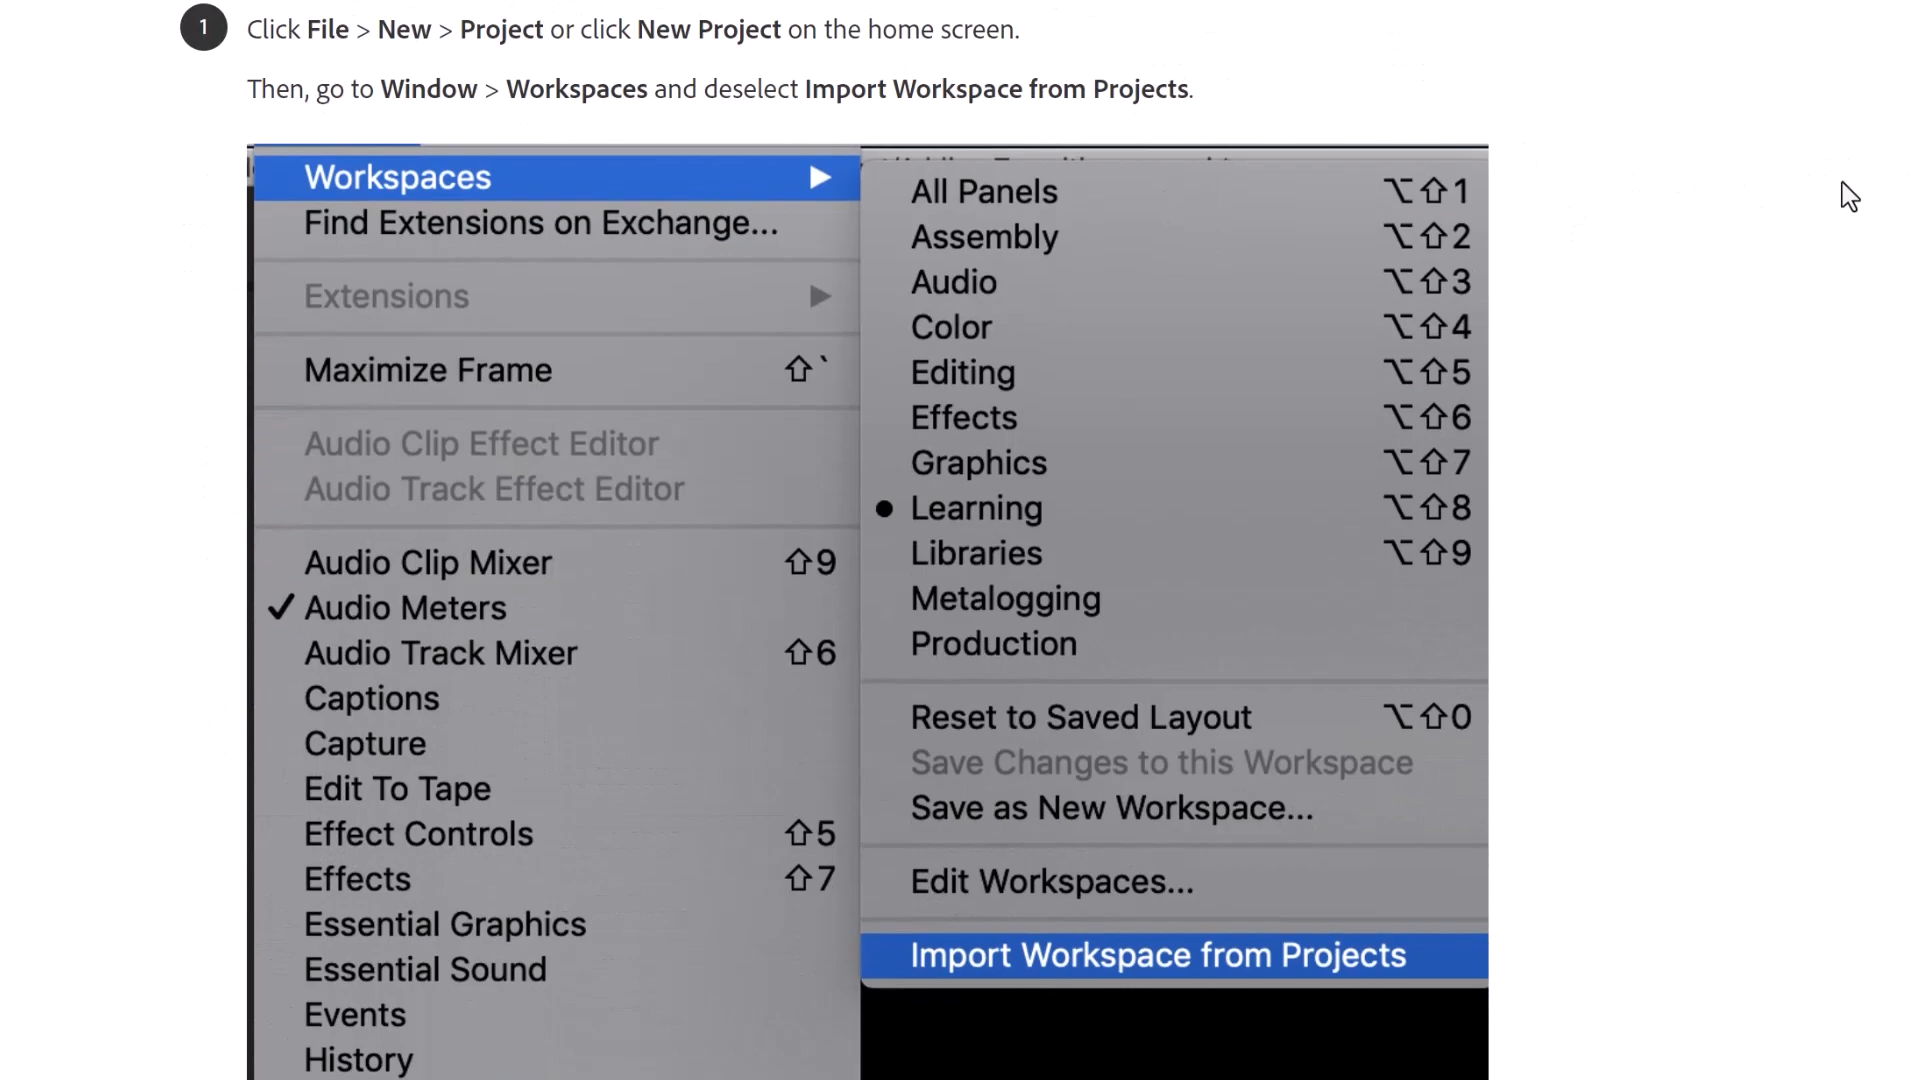 1 Click File > New > Project or click New Project on the home screen.
Then, go to Window > Workspaces and deselect Import Workspace from Projects.
Workspaces ▶
Find Extensions on Exchange...
Extensions ▶
Maximize Frame ⇧`
Audio Clip Effect Editor
Audio Track Effect Editor
Audio Clip Mixer ⇧9
✓ Audio Meters
Audio Track Mixer ⇧6
Captions
Capture
Edit To Tape
Effect Controls ⇧5
Effects ⇧7
Essential Graphics
Essential Sound
Events
History
All Panels ⌥⇧1
Assembly ⌥⇧2
Audio ⌥⇧3
Color ⌥⇧4
Editing ⌥⇧5
Effects ⌥⇧6
Graphics ⌥⇧7
● Learning ⌥⇧8
Libraries ⌥⇧9
Metalogging
Production
Reset to Saved Layout ⌥⇧0
Save Changes to this Workspace
Save as New Workspace...
Edit Workspaces...
Import Workspace from Projects